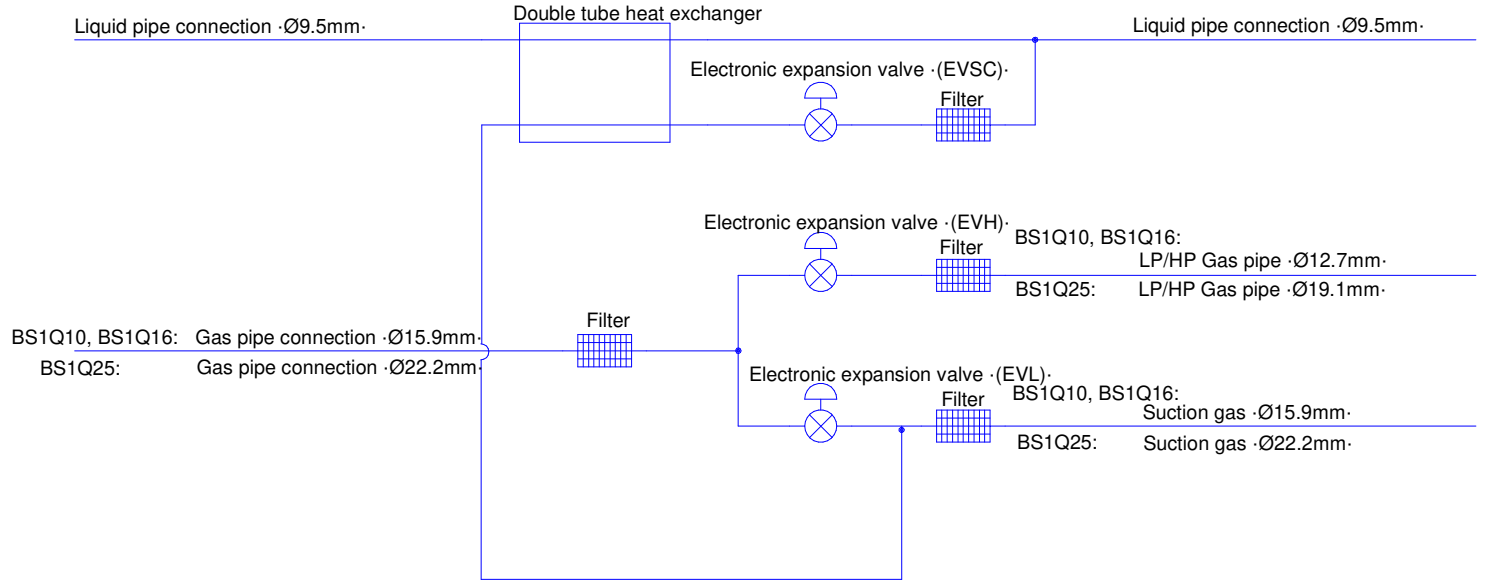 Double tube heat exchanger
Liquid pipe connection ·Ø9.5mm·
Liquid pipe connection ·Ø9.5mm·
Electronic expansion valve ·(EVSC)·
Filter
Electronic expansion valve ·(EVH)·
Filter
BS1Q10, BS1Q16:
LP/HP Gas pipe ·Ø12.7mm·
BS1Q25: LP/HP Gas pipe ·Ø19.1mm·
Filter
BS1Q10, BS1Q16: Gas pipe connection ·Ø15.9mm·
BS1Q25: Gas pipe connection ·Ø22.2mm·
Electronic expansion valve ·(EVL)·
Filter
BS1Q10, BS1Q16:
Suction gas ·Ø15.9mm·
BS1Q25: Suction gas ·Ø22.2mm·